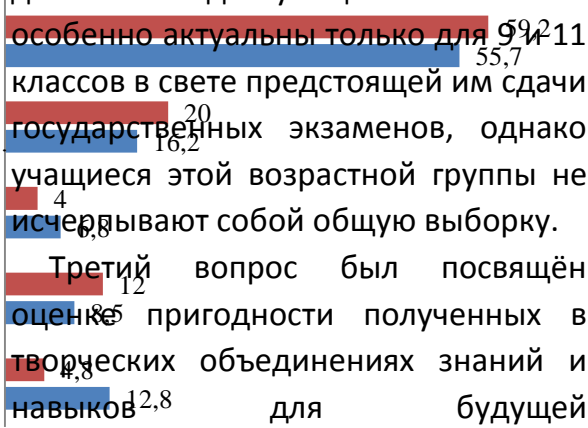 особенно актуальны только для 9 и 11
59,2
55,7
классов в свете предстоящей им сдачи
20
государственных экзаменов, однако
16,2
учащиеся этой возрастной группы не
4
исчерпывают собой общую выборку.
6,8
Третий вопрос был посвящён
12
оценке пригодности полученных в
8,5
творческих объединениях знаний и
4,8
навыков для будущей
12,8